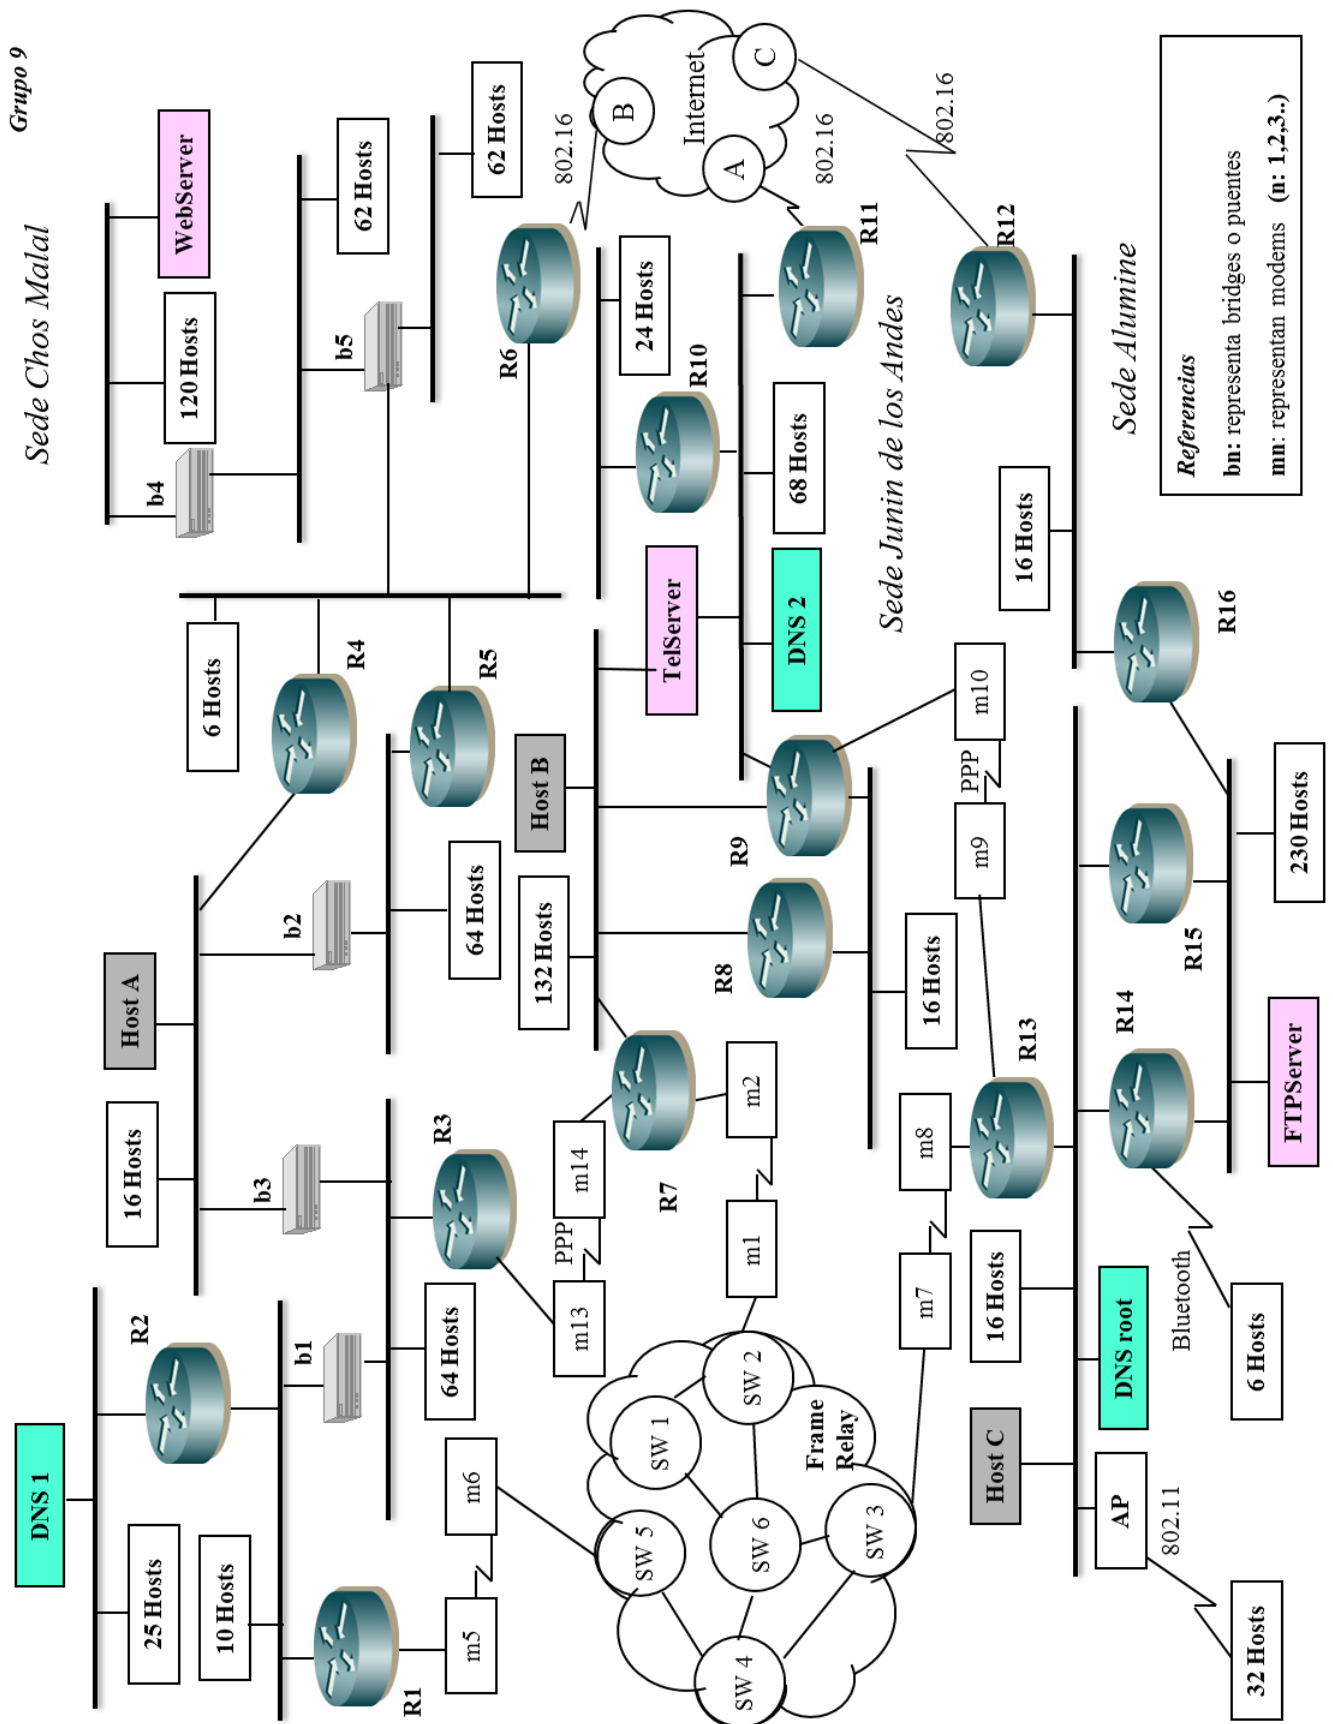 Grupo 9
Sede Chos Malal
DNS 1
25 Hosts
R2
10 Hosts
R1
m5
m6
b1
64 Hosts
16 Hosts
Host A
b3
b2
R3
64 Hosts
R4
R5
6 Hosts
b4
120 Hosts
WebServer
62 Hosts
b5
62 Hosts
R6
802.16
B
Internet
A
C
802.16
802.16
m13
PPP
m14
R7
m1
m2
132 Hosts
Host B
TelServer
24 Hosts
R10
R8
R9
DNS 2
68 Hosts
R11
16 Hosts
Sede Junin de los Andes
SW 1
SW 2
SW 5
SW 6
SW 4
SW 3
Frame
Relay
m7
m8
R13
m9
PPP
m10
Host C
16 Hosts
AP
802.11
32 Hosts
DNS root
Bluetooth
6 Hosts
R14
R15
FTPServer
230 Hosts
R16
16 Hosts
R12
Sede Alumine
Referencias
bn: representa bridges o puentes
mn: representan modems (n: 1,2,3..)